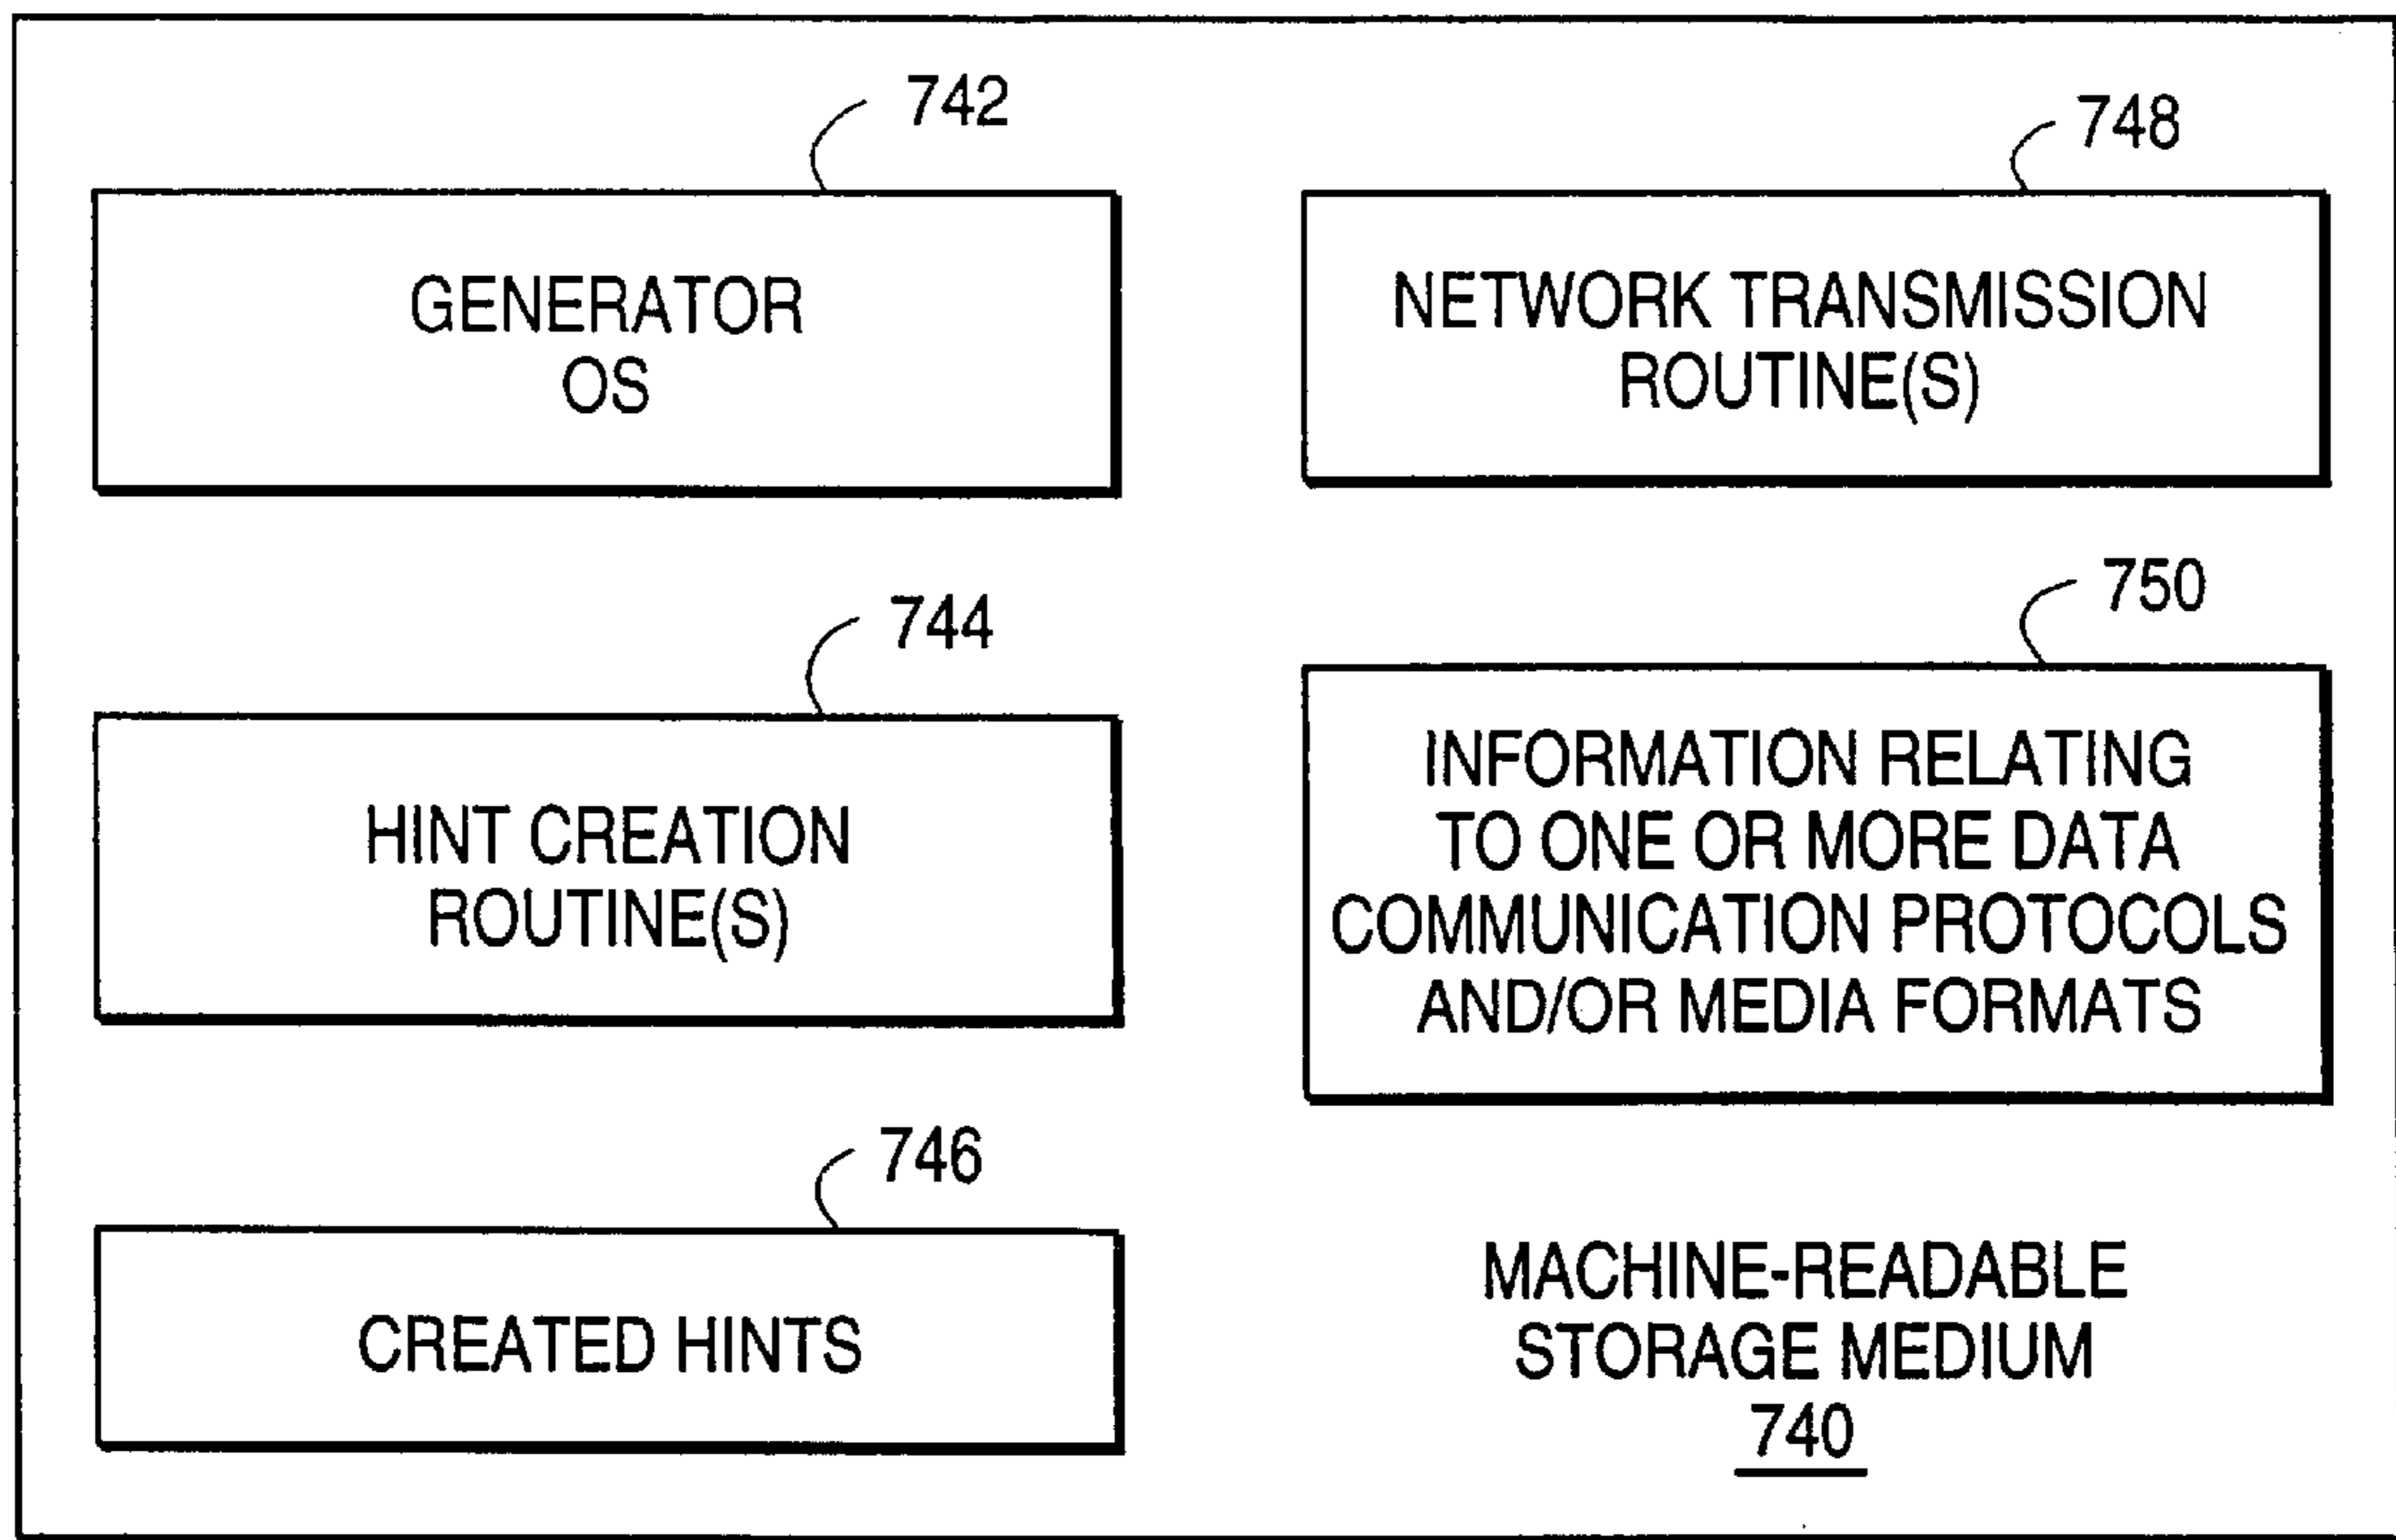 742
GENERATOR
OS
744
HINT CREATION
ROUTINE(S)
746
CREATED HINTS
748
NETWORK TRANSMISSION
ROUTINE(S)
750
INFORMATION RELATING
TO ONE OR MORE DATA
COMMUNICATION PROTOCOLS
AND/OR MEDIA FORMATS
MACHINE-READABLE
STORAGE MEDIUM
740